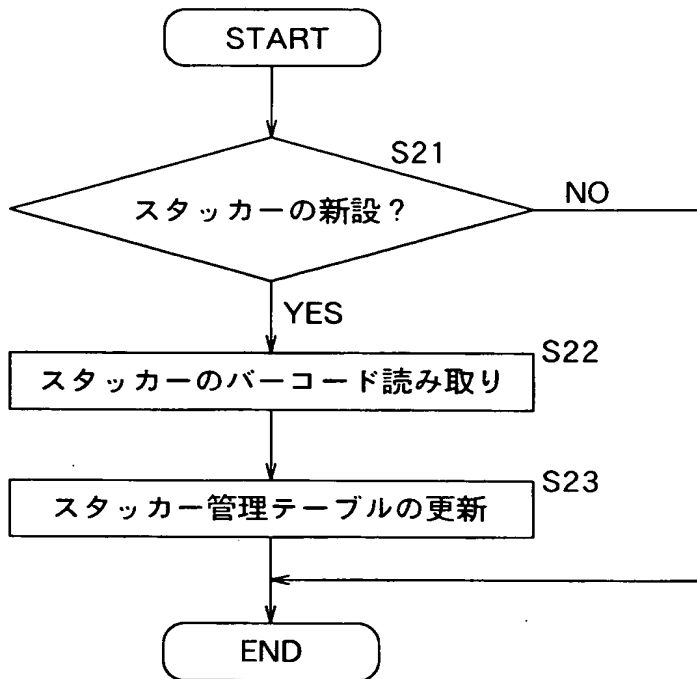 START
S21
スタッカーの新設?
NO
YES
S22
スタッカーのバーコード読み取り
S23
スタッカー管理テーブルの更新
END